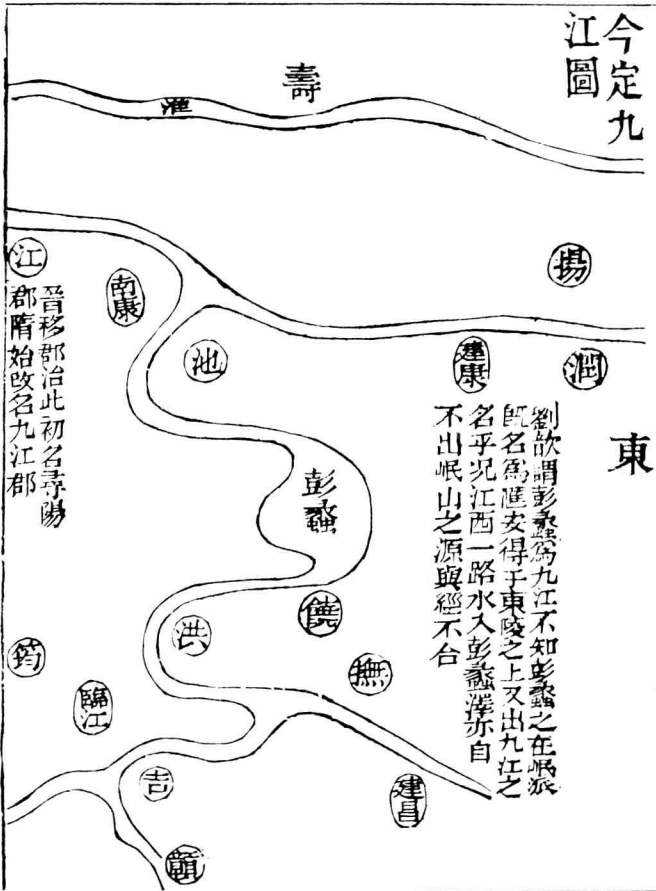 今定九
江圖
壽
淮
揚
東
潤
建康
劉歆謂彭蠡爲九江不知彭蠡之在岷派
旣名爲匯安得于東陵之上又出九江之
名乎況江西一路水入彭蠡澤亦自
不出岷山之源與經不合
池
彭蠡
饒
撫
建昌
南康
洪
江
晉移郡治此初名尋陽
郡隋始改名九江郡
筠
臨江
吉
贛